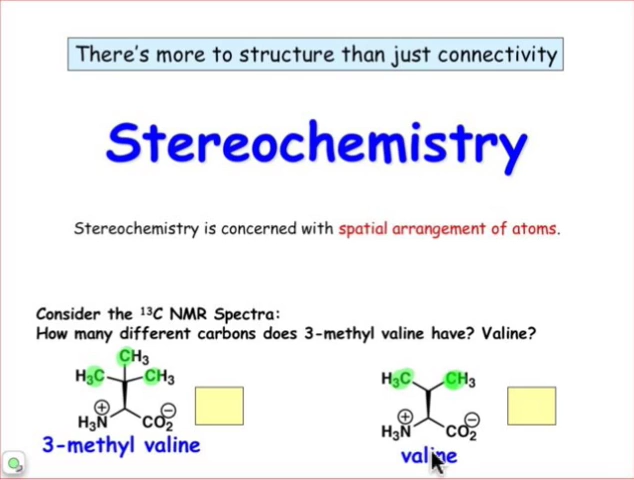 There's more to structure than just connectivity
Stereochemistry
Stereochemistry is concerned with spatial arrangement of atoms.
Consider the ¹³C NMR Spectra:
How many different carbons does 3-methyl valine have? Valine?
CH₃
H₃C CH₃
H₃C CH₃
⊕ ⊖
H₃N CO₂
⊕ ⊖
H₃N CO₂
3-methyl valine
valine